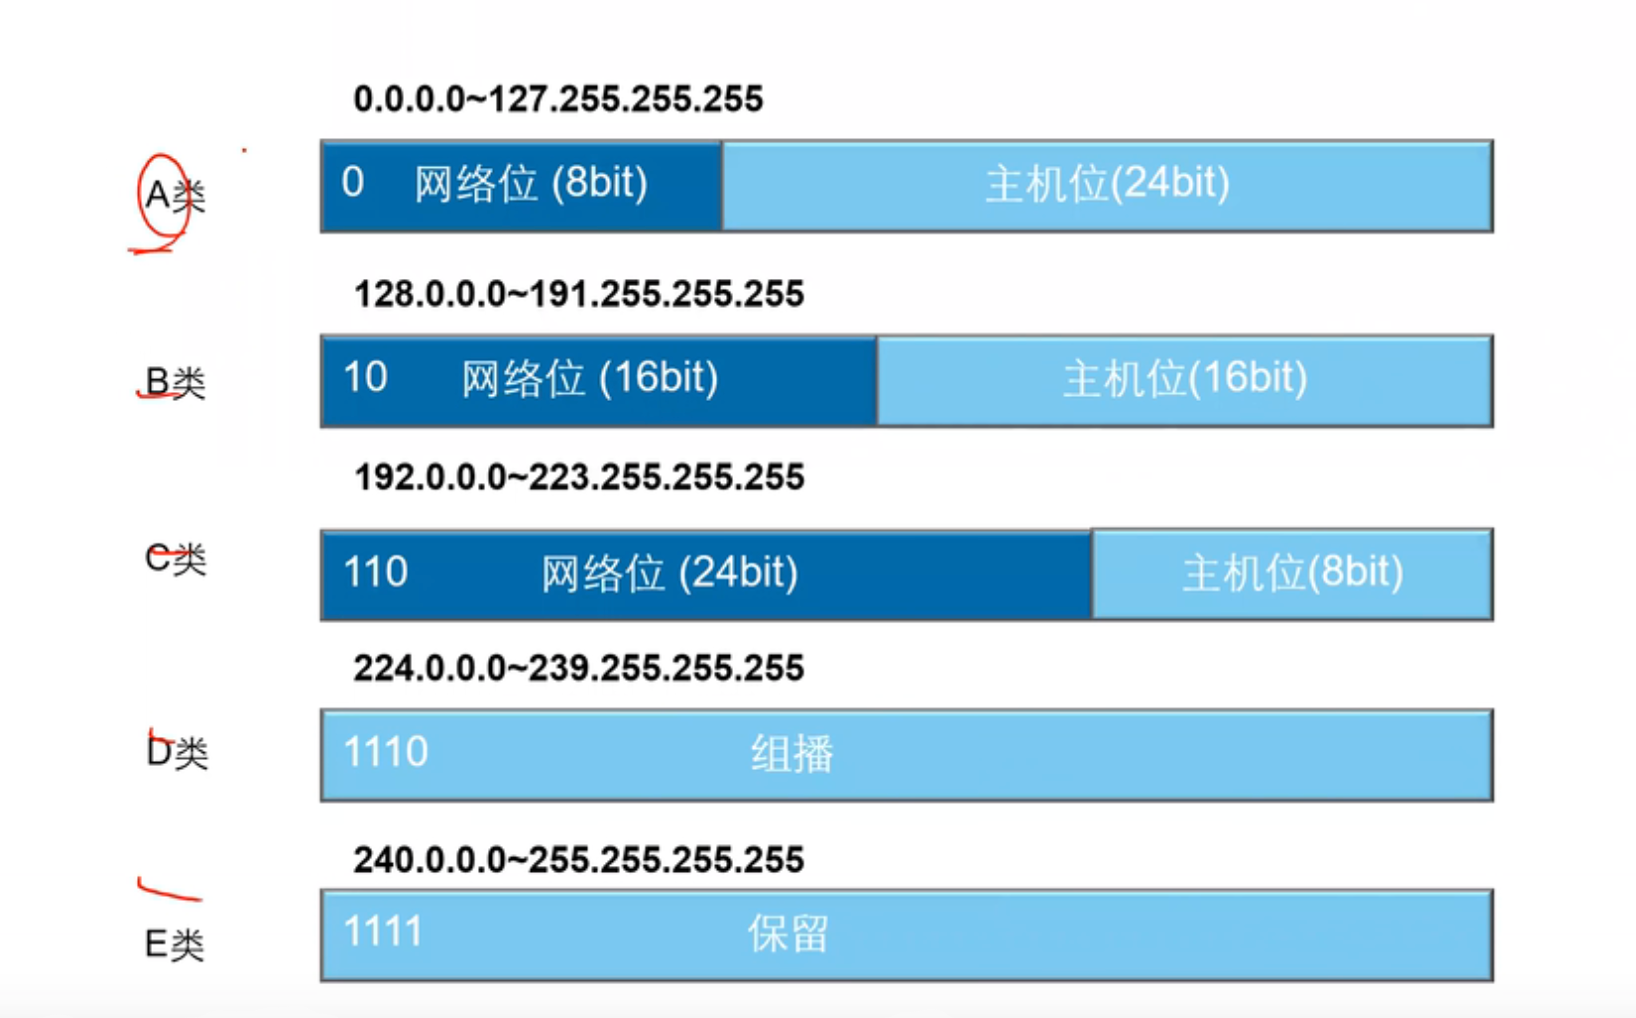 0.0.0.0~127.255.255.255
A类
0 网络位 (8bit) 主机位(24bit)
128.0.0.0~191.255.255.255
B类
10 网络位 (16bit) 主机位(16bit)
192.0.0.0~223.255.255.255
C类
110 网络位 (24bit) 主机位(8bit)
224.0.0.0~239.255.255.255
D类
1110 组播
240.0.0.0~255.255.255.255
E类
1111 保留